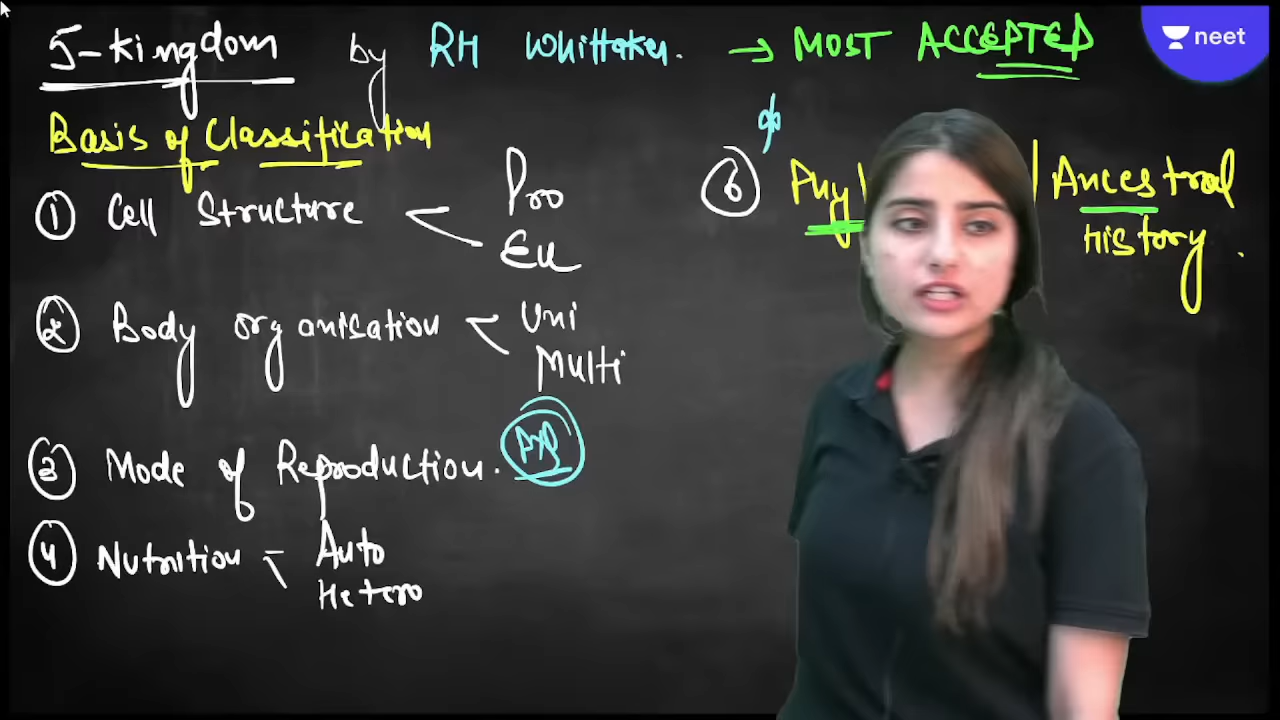 5-kingdom by RH Whittaker. → MOST ACCEPTED
neet
Basis of Classification
① Cell Structure Pro
Eu
② Body organisation Uni
Multi
③ Mode of Reproduction. PYQ
④ Nutrition Auto
Hetero
⑥ Ancestral
History.